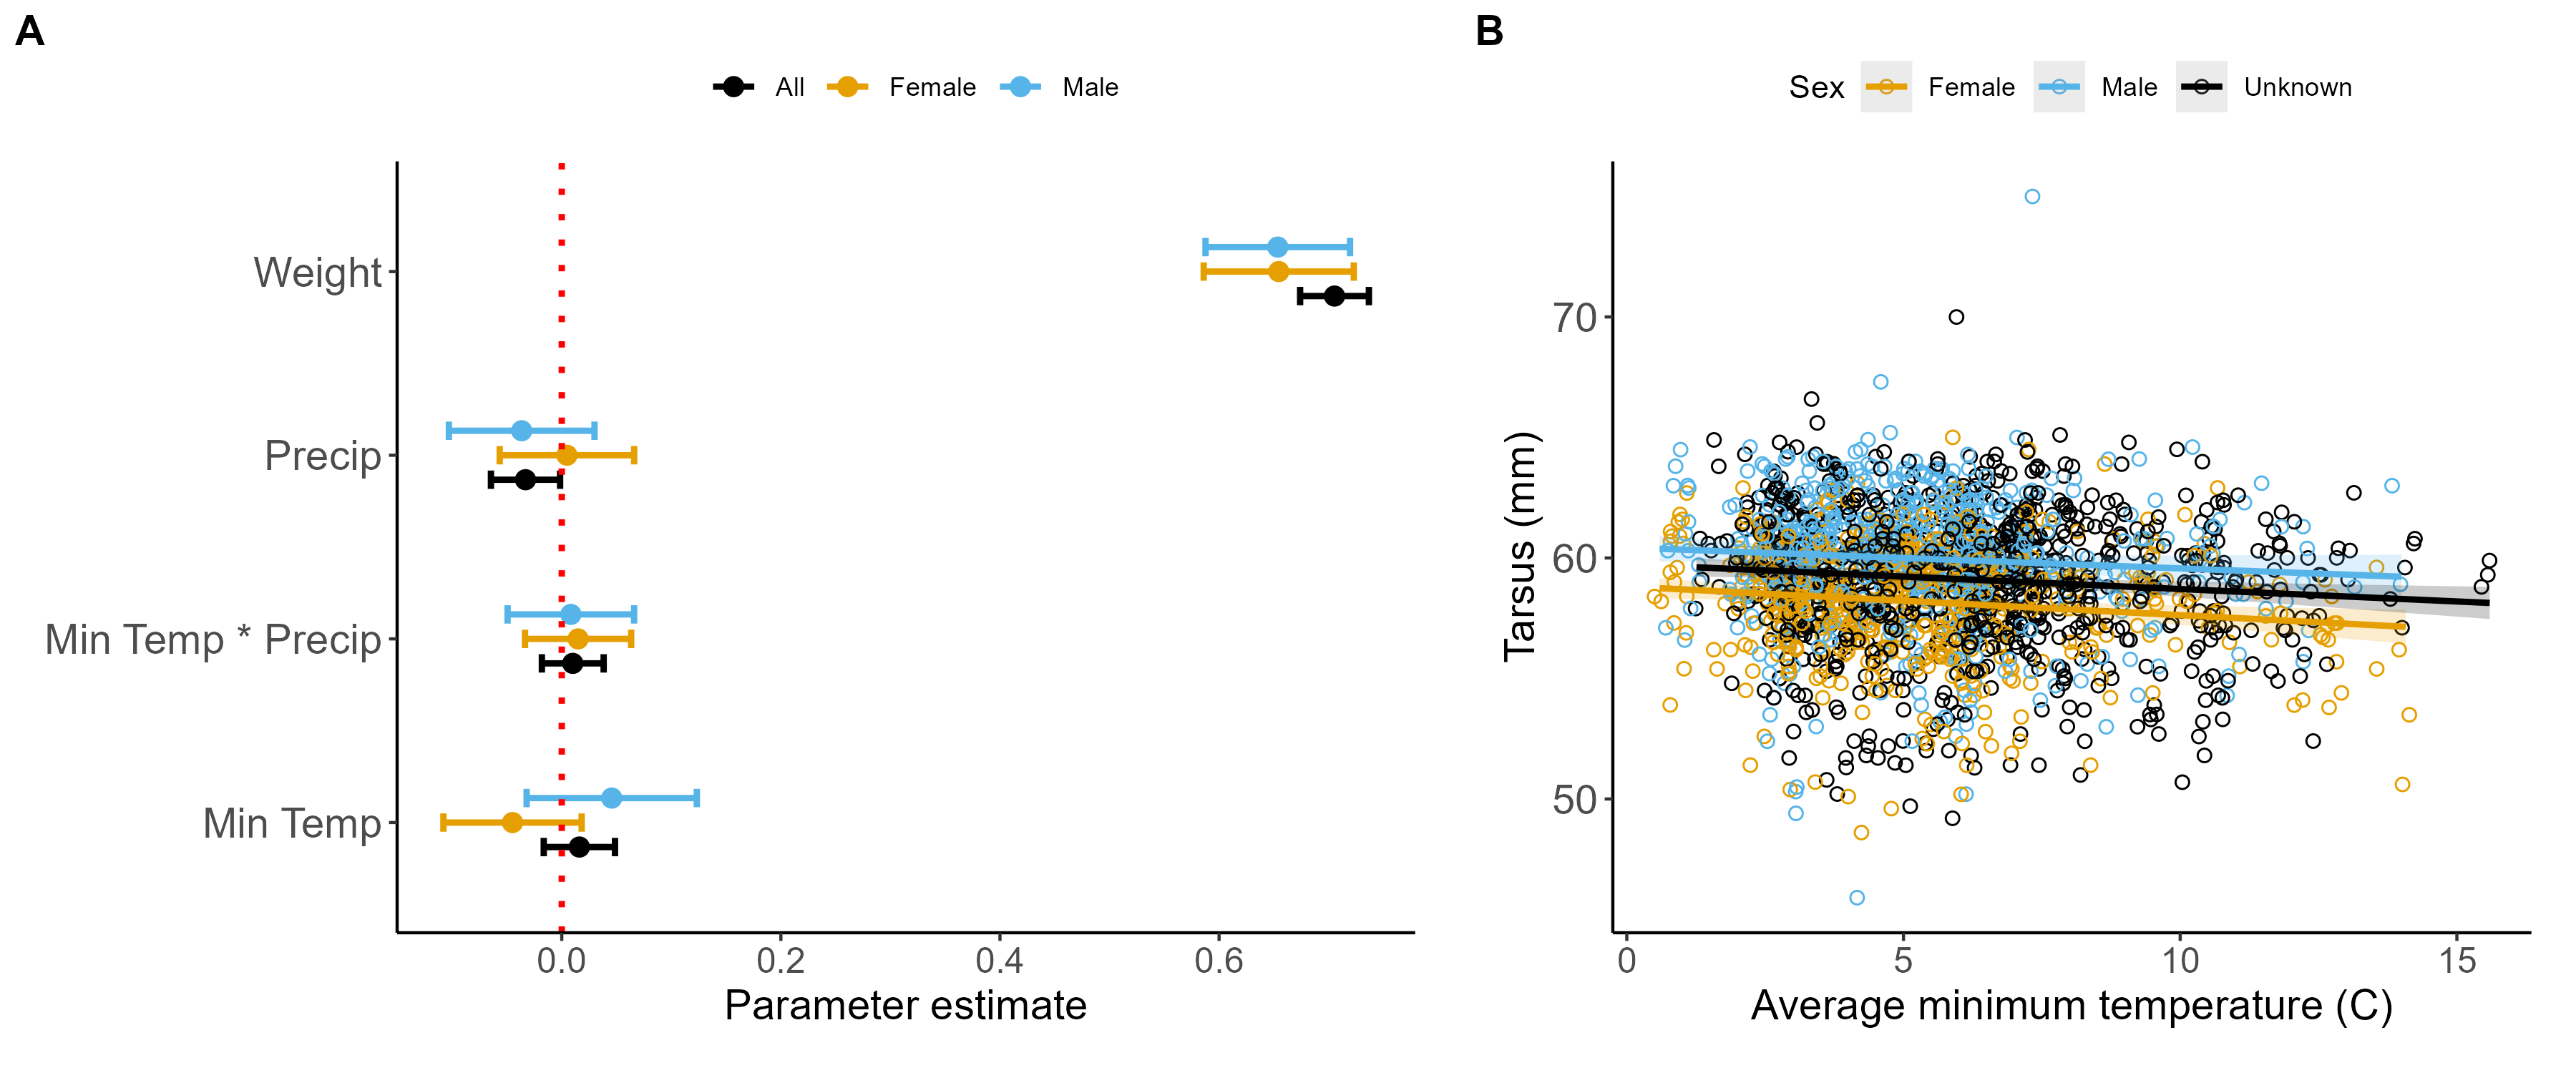 A
All Female Male
Weight
Precip
Min Temp * Precip
Min Temp
0.0 0.2 0.4 0.6
Parameter estimate
B
Sex Female Male Unknown
Tarsus (mm)
70
60
50
0 5 10 15
Average minimum temperature (C)